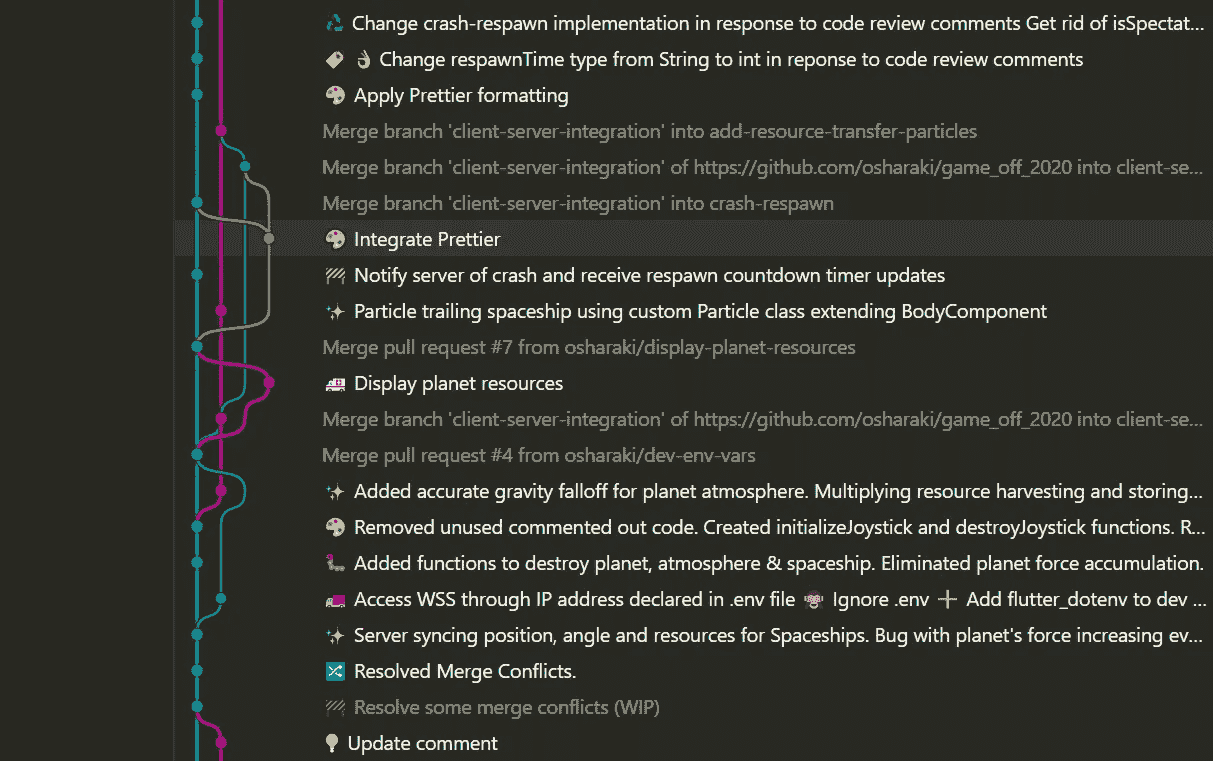 Change crash-respawn implementation in response to code review comments Get rid of isSpectat...
Change respawnTime type from String to int in reponse to code review comments
Apply Prettier formatting
Merge branch 'client-server-integration' into add-resource-transfer-particles
Merge branch 'client-server-integration' of https://github.com/osharaki/game_off_2020 into client-se...
Merge branch 'client-server-integration' into crash-respawn
Integrate Prettier
Notify server of crash and receive respawn countdown timer updates
Particle trailing spaceship using custom Particle class extending BodyComponent
Merge pull request #7 from osharaki/display-planet-resources
Display planet resources
Merge branch 'client-server-integration' of https://github.com/osharaki/game_off_2020 into client-se...
Merge pull request #4 from osharaki/dev-env-vars
Added accurate gravity falloff for planet atmosphere. Multiplying resource harvesting and storing...
Removed unused commented out code. Created initializeJoystick and destroyJoystick functions. R...
Added functions to destroy planet, atmosphere & spaceship. Eliminated planet force accumulation.
Access WSS through IP address declared in .env file 🙈 Ignore .env ➕ Add flutter_dotenv to dev ...
Server syncing position, angle and resources for Spaceships. Bug with planet's force increasing ev...
Resolved Merge Conflicts.
Resolve some merge conflicts (WIP)
Update comment